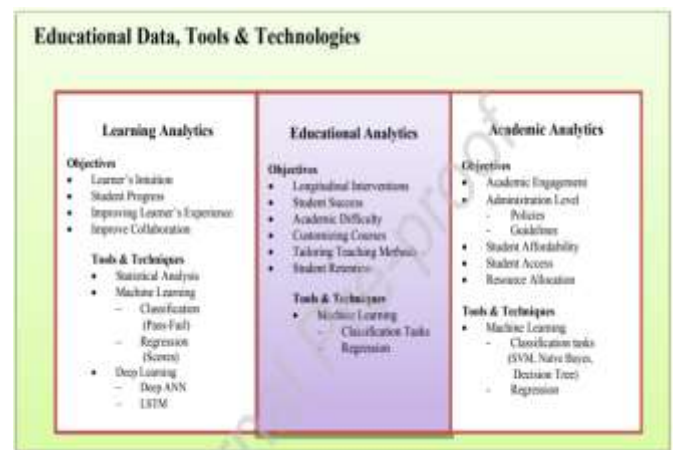 Educational Data, Tools & Technologies
Learning Analytics
Objectives
• Learner's Intuition
• Student Progress
• Improving Learner's Experience
• Improve Collaboration
Tools & Techniques
• Statistical Analysis
• Machine Learning
– Classification
(Pass-Fail)
– Regression
(Scores)
• Deep Learning
– Deep ANN
– LSTM
Educational Analytics
Objectives
• Longitudinal Interventions
• Student Success
• Academic Difficulty
• Customizing Courses
• Tailoring Teaching Methods
• Student Retention
Tools & Techniques
• Machine Learning
– Classification Tasks
Regression
Academic Analytics
Objectives
• Academic Engagement
• Administration Level
- Policies
- Guidelines
• Student Affordability
• Student Access
• Resource Allocation
Tools & Techniques
• Machine Learning
- Classification tasks
(SVM, Naive Bayes,
Decision Tree)
- Regression
pre-proof